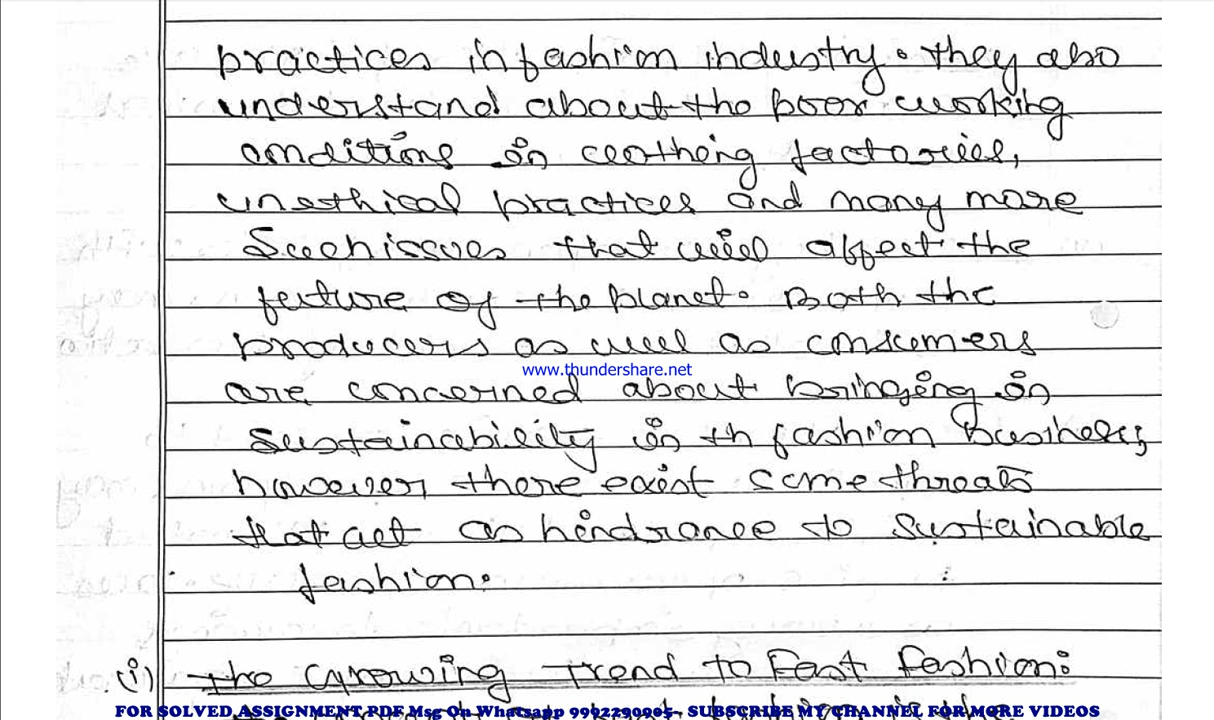 practices in fashion industry. they also
understand about the poor working
conditions in clothing factories,
unethical practices and many more
Such issues that will affect the
future of the planet. Both the
producers as well as consumers
www.thundershare.net
are concerned about bringing in
sustainability in th fashion business,
however there exist some threats
that act as hindrance to sustainable
fashion.
(i) The Growing Trend to Fast Fashion:
FOR SOLVED ASSIGNMENT PDF Msg On Whatsapp 9952290905- SUBSCRIBE MY CHANNEL FOR MORE VIDEOS